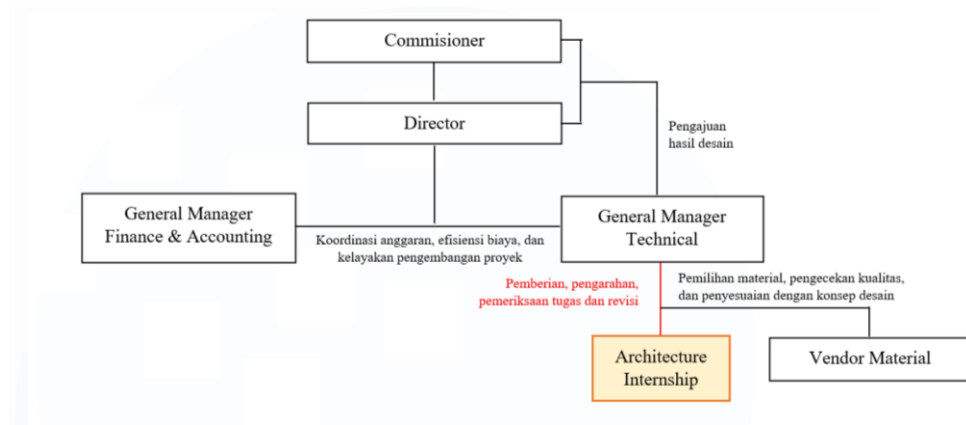 Commisioner
Director
Pengajuan
hasil desain
General Manager
Finance & Accounting
General Manager
Technical
Koordinasi anggaran, efisiensi biaya, dan
kelayakan pengembangan proyek
Pemberian, pengarahan,
pemeriksaan tugas dan revisi
Pemilihan material, pengecekan kualitas,
dan penyesuaian dengan konsep desain
Architecture
Internship
Vendor Material